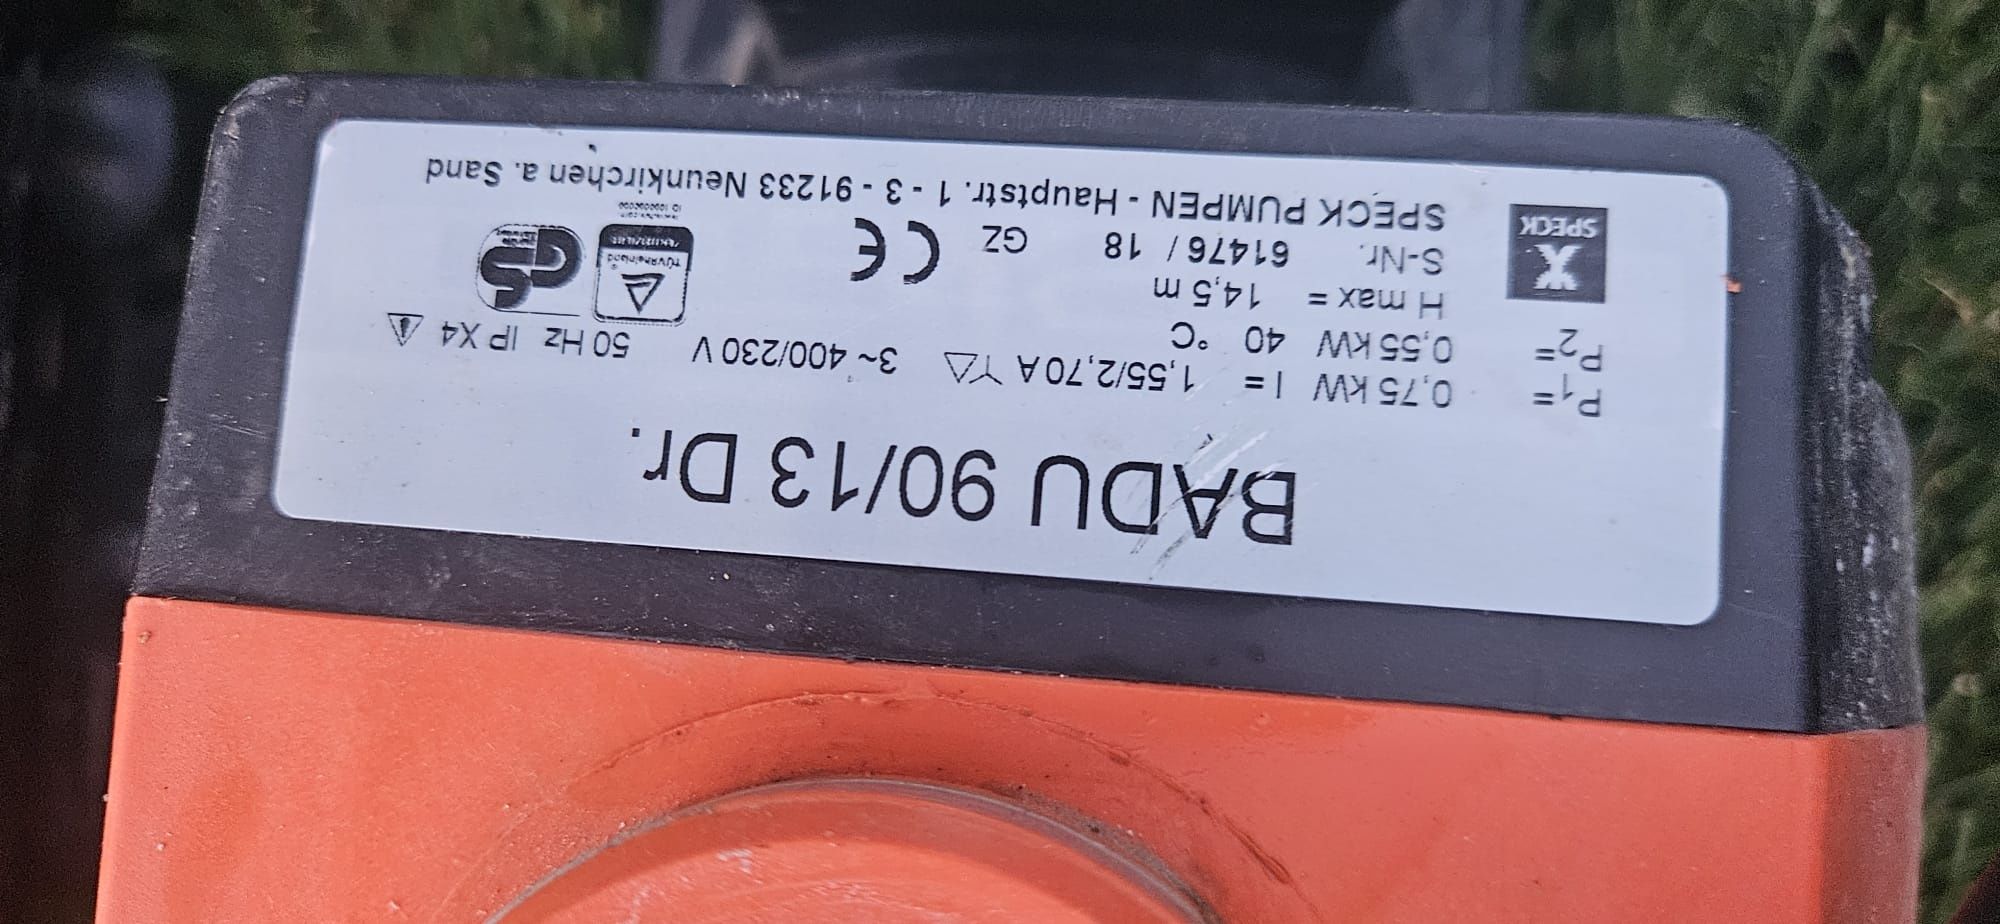 BADU 90/13 Dr.
P1= 0,75 kW I = 1,55/2,70 A Y△ 3~ 400/230 V 50 Hz IP X4
P2= 0,55 kW 40 °C
H max = 14,5 m
S-Nr. 61476 / 18 GZ CE
TÜVRheinland
GS
SPECK
SPECK PUMPEN - Hauptstr. 1 - 3 - 91233 Neunkirchen a. Sand